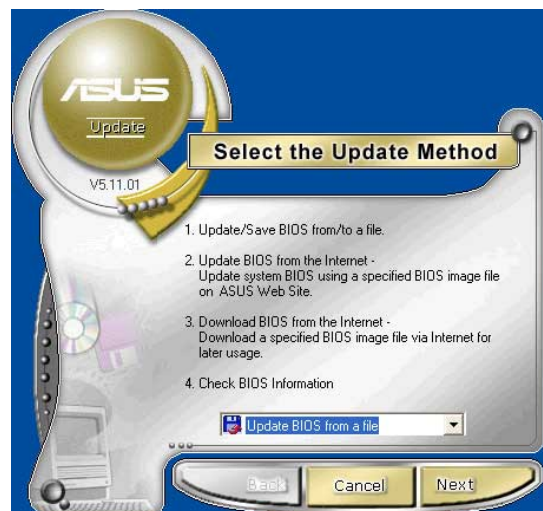 ASUS
Update
V5.11.01
Select the Update Method
1. Update/Save BIOS from/to a file.
2. Update BIOS from the Internet -
Update system BIOS using a specified BIOS image file
on ASUS Web Site.
3. Download BIOS from the Internet -
Download a specified BIOS image file via Internet for
later usage.
4. Check BIOS Information
Update BIOS from a file
Back
Cancel
Next